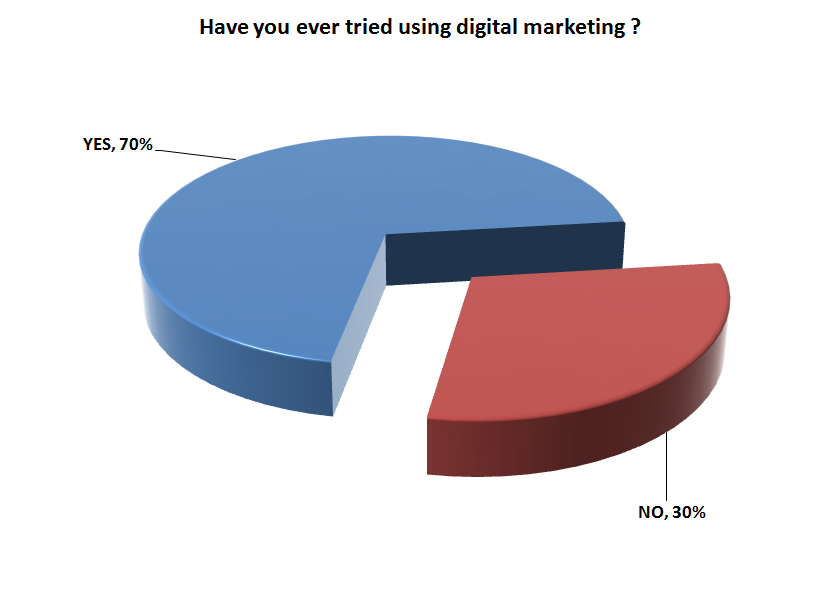 Have you ever tried using digital marketing ?
YES, 70%
NO, 30%